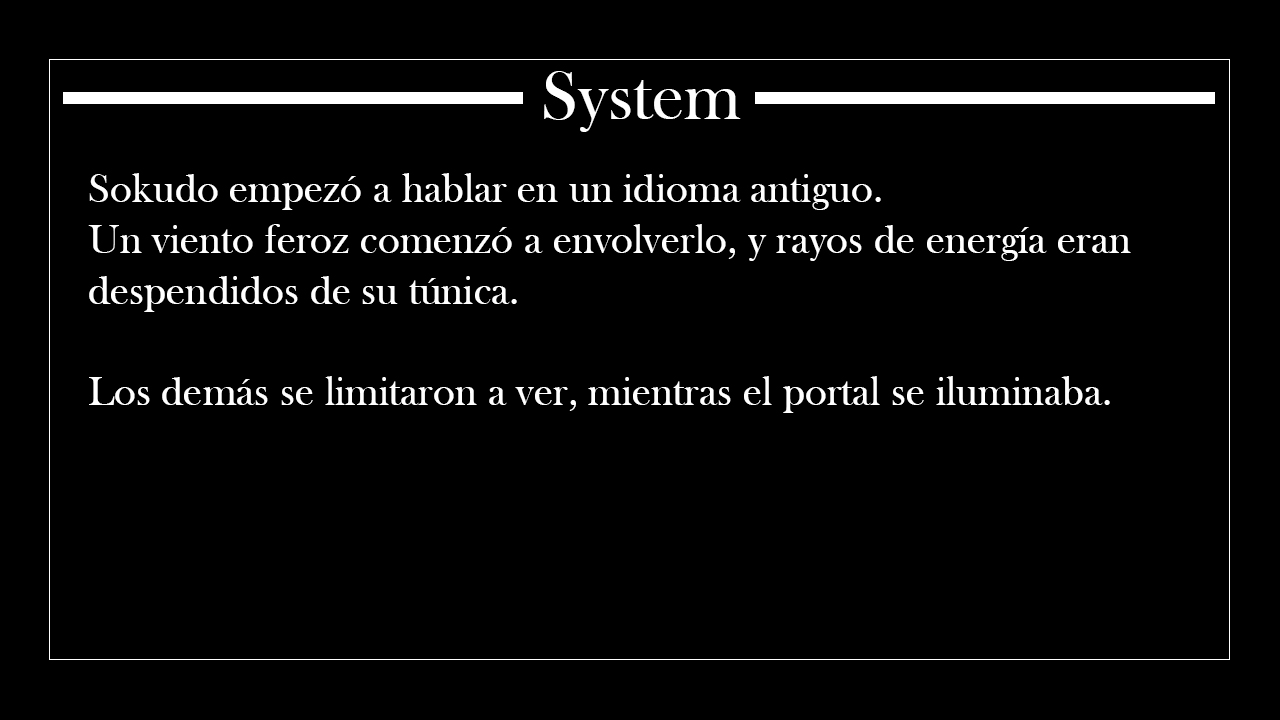 System
Sokudo empezó a hablar en un idioma antiguo.
Un viento feroz comenzó a envolverlo, y rayos de energía eran
despendidos de su túnica.
Los demás se limitaron a ver, mientras el portal se iluminaba.